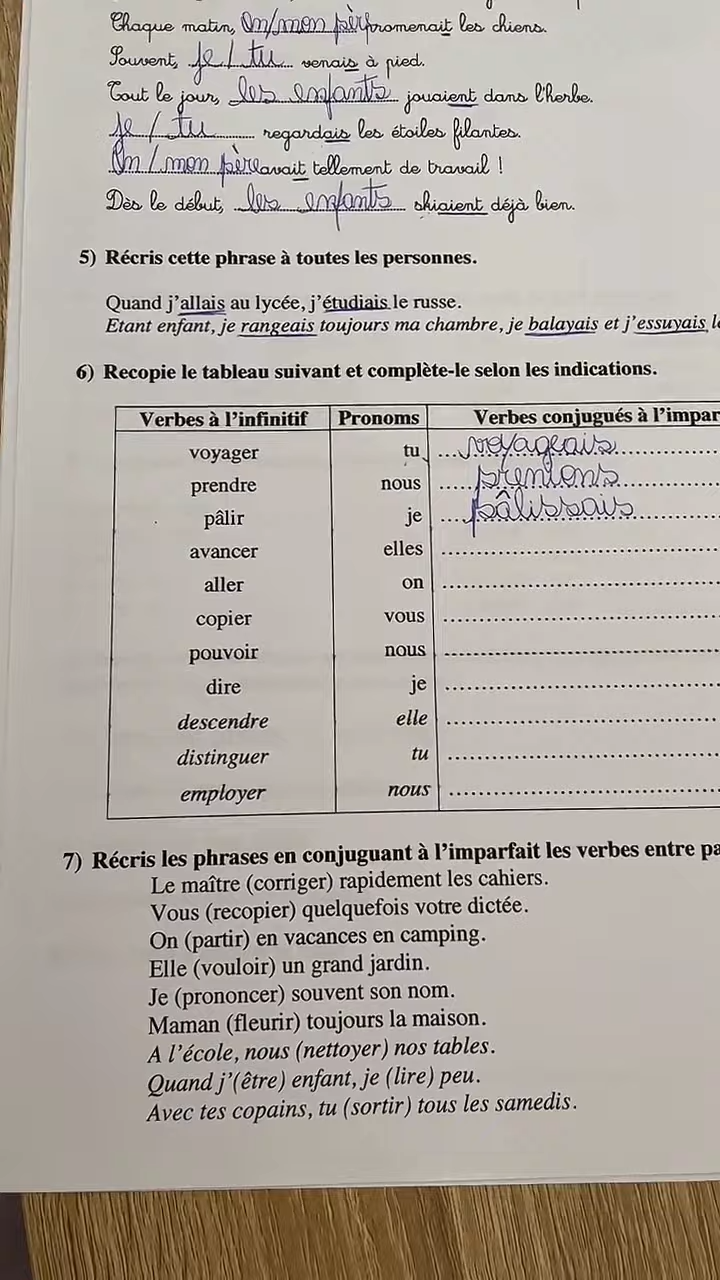 Chaque matin, On/mon père promenait les chiens.
Souvent, je / tu venais à pied.
Tout le jour, les enfants jouaient dans l'herbe.
Je / tu regardais les étoiles filantes.
On / mon père avait tellement de travail !
Dès le début, les enfants skiaient déjà bien.
5) Récris cette phrase à toutes les personnes.
Quand j'allais au lycée, j'étudiais le russe.
Etant enfant, je rangeais toujours ma chambre, je balayais et j'essuyais
6) Recopie le tableau suivant et complète-le selon les indications.
Verbes à l'infinitif Pronoms Verbes conjugués à l'impar
voyager tu voyageais
prendre nous prenions
pâlir je pâlissais
avancer elles
aller on
copier vous
pouvoir nous
dire je
descendre elle
distinguer tu
employer nous
7) Récris les phrases en conjuguant à l'imparfait les verbes entre pa
Le maître (corriger) rapidement les cahiers.
Vous (recopier) quelquefois votre dictée.
On (partir) en vacances en camping.
Elle (vouloir) un grand jardin.
Je (prononcer) souvent son nom.
Maman (fleurir) toujours la maison.
A l'école, nous (nettoyer) nos tables.
Quand j'(être) enfant, je (lire) peu.
Avec tes copains, tu (sortir) tous les samedis.